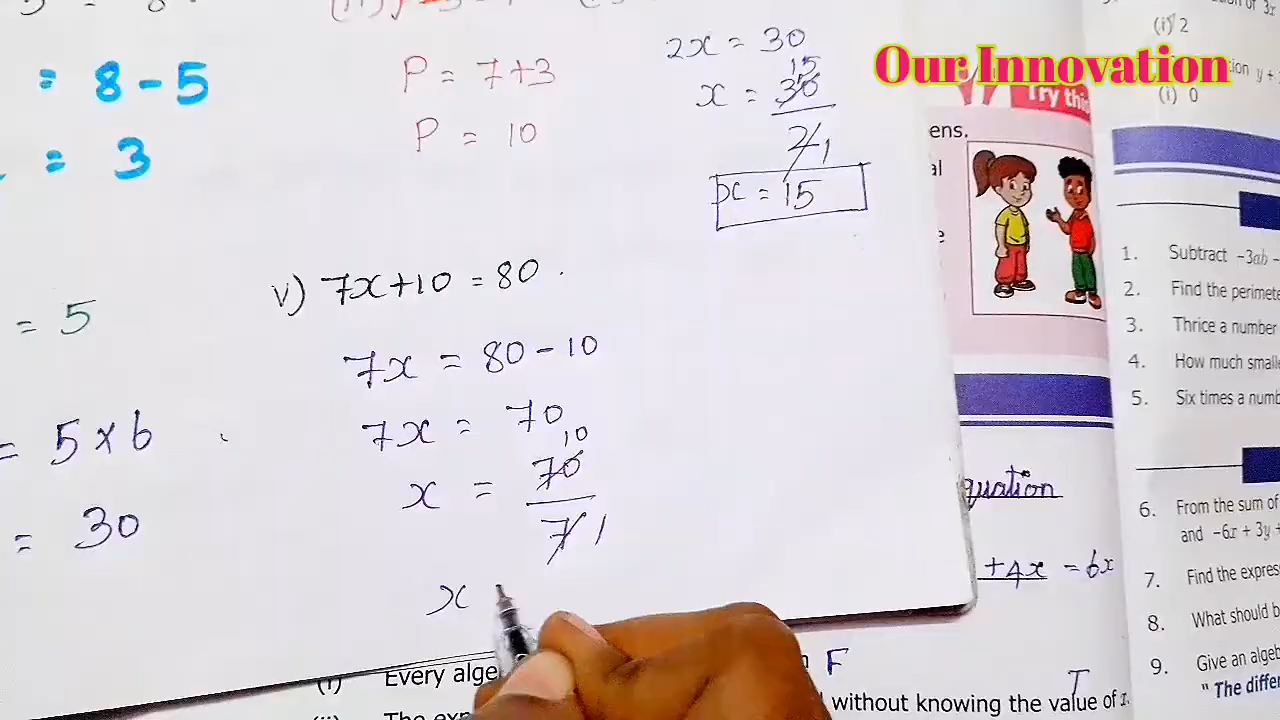 = 8 - 5
= 3
= 5
= 5 × 6
= 30
P = 7+3
P = 10
2x = 30
15
x = 30
2 1
x = 15
v) 7x+10 = 80
7x = 80 - 10
7x = 70
10
x = 70
7 1
x
Our Innovation
Try this
ens.
(i) 2
(i) 0
1. Subtract -3ab -
2. Find the perimete
3. Thrice a number
4. How much smalle
5. Six times a numb
quation
+4x = 6x
6. From the sum of
and -6x + 3y +
7. Find the expres
8. What should b
9. Give an algeb
" The differ
(i) Every alge
F
T
without knowing the value of x.